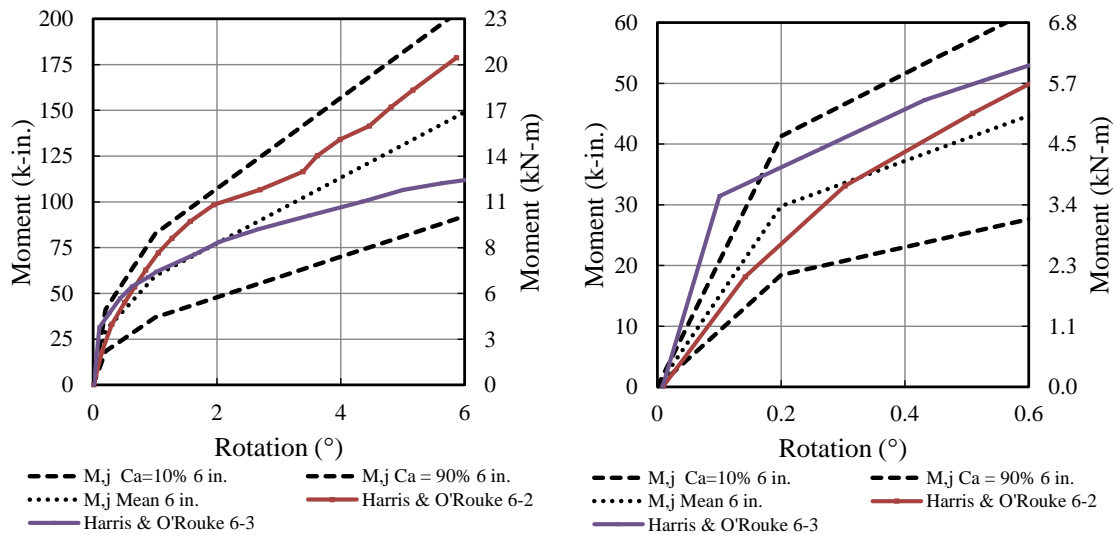 200
175
150
125
100
75
50
25
0
Moment (k-in.)
23
20
17
14
11
9
6
3
0
Moment (kN-m)
0 2 4 6
Rotation (°)
M,j Ca=10% 6 in. M,j Ca = 90% 6 in.
M,j Mean 6 in. Harris & O'Rouke 6-2
Harris & O'Rouke 6-3
60
50
40
30
20
10
0
Moment (k-in.)
6.8
5.7
4.5
3.4
2.3
1.1
0.0
Moment (kN-m)
0 0.2 0.4 0.6
Rotation (°)
M,j Ca=10% 6 in. M,j Ca = 90% 6 in.
M,j Mean 6 in. Harris & O'Rouke 6-2
Harris & O'Rouke 6-3